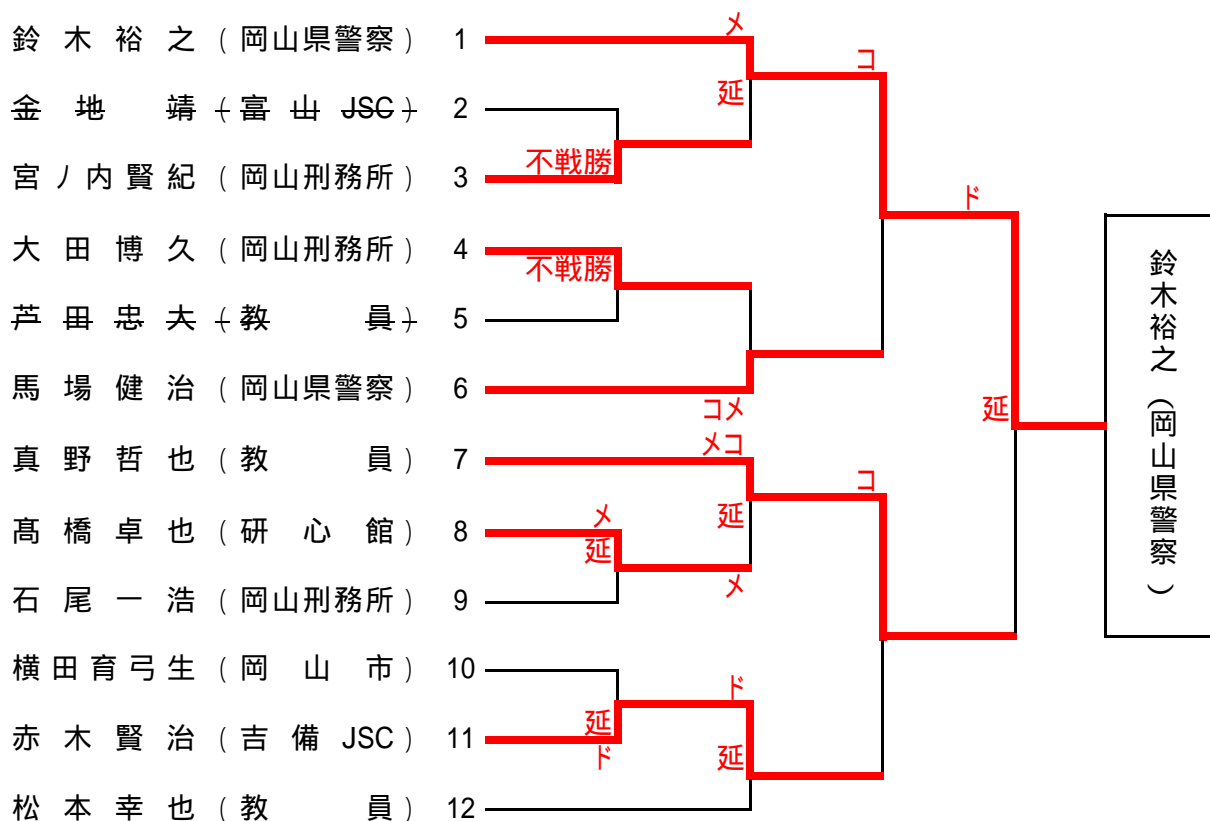 鈴木裕之(岡山県警察) 1 メ コ
金地 靖(富山JSC) 2 延
宮ノ内賢紀(岡山刑務所) 3 不戦勝 ド
大田博久(岡山刑務所) 4 不戦勝
芦田忠大(教 員) 5
馬場健治(岡山県警察) 6 コメ 延
真野哲也(教 員) 7 メコ コ
髙橋卓也(研心館) 8 メ 延 延
石尾一浩(岡山刑務所) 9 メ
横田育弓生(岡山市) 10 ド
赤木賢治(吉備JSC) 11 延 ド 延
松本幸也(教 員) 12
鈴木裕之(岡山県警察)